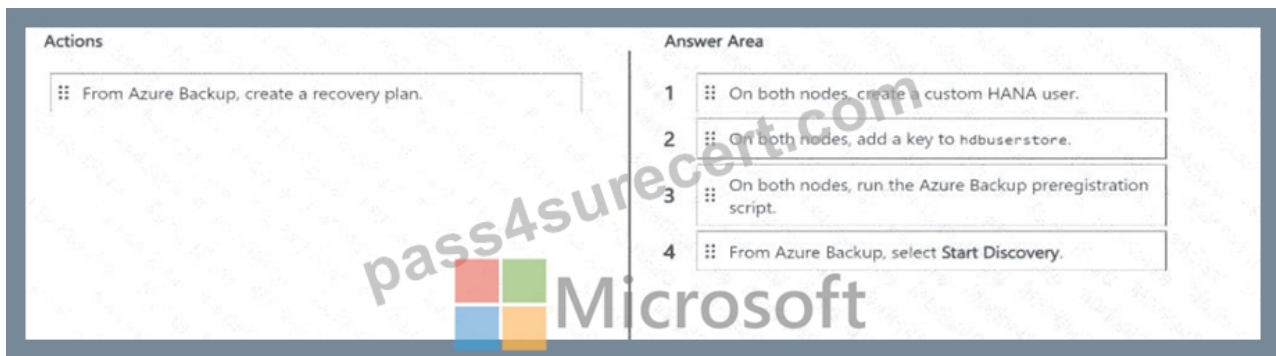 Actions
From Azure Backup, create a recovery plan.
Answer Area
1 On both nodes, create a custom HANA user.
2 On both nodes, add a key to hdbuserstore.
3 On both nodes, run the Azure Backup preregistration
script.
4 From Azure Backup, select Start Discovery.
pass4surecert.com
Microsoft